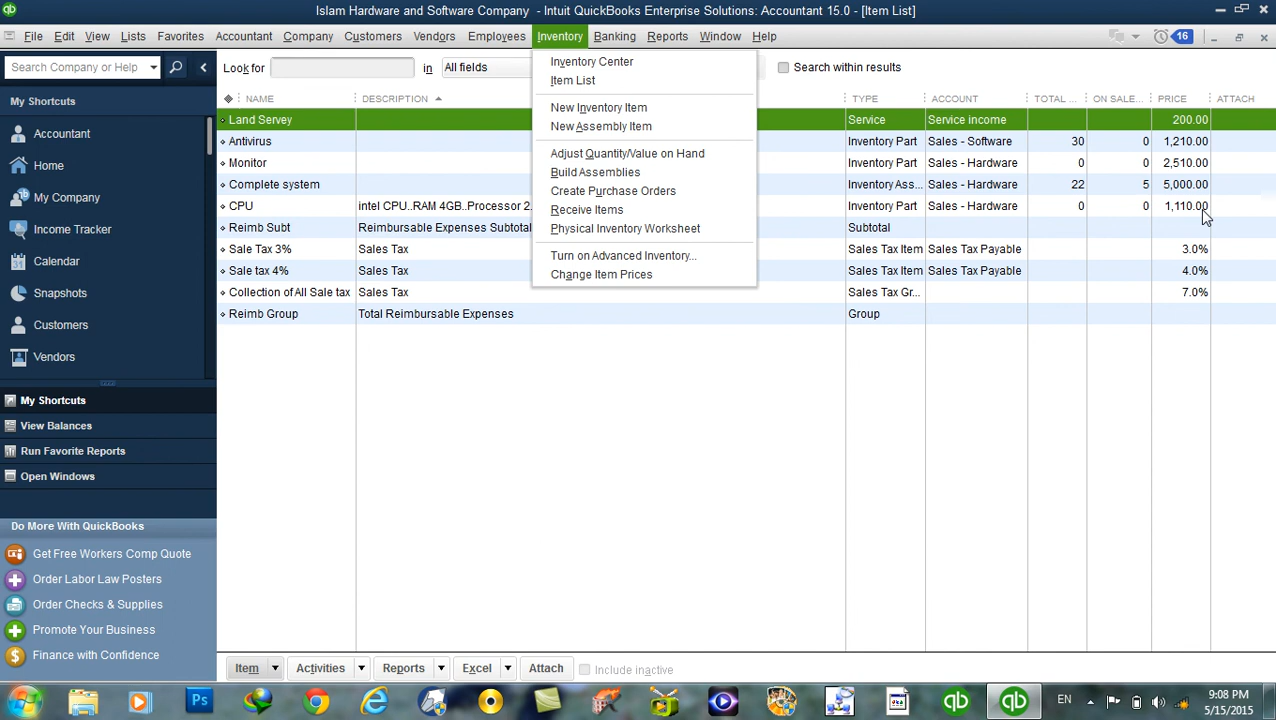 Islam Hardware and Software Company - Intuit QuickBooks Enterprise Solutions: Accountant 15.0 - [Item List]
File Edit View Lists Favorites Accountant Company Customers Vendors Employees Inventory Banking Reports Window Help 16
Search Company or Help
Look for in All fields Search within results
My Shortcuts
Accountant
Home
My Company
Income Tracker
Calendar
Snapshots
Customers
Vendors
My Shortcuts
View Balances
Run Favorite Reports
Open Windows
Do More With QuickBooks
Get Free Workers Comp Quote
Order Labor Law Posters
Order Checks & Supplies
Promote Your Business
Finance with Confidence
Inventory Center
Item List
New Inventory Item
New Assembly Item
Adjust Quantity/Value on Hand
Build Assemblies
Create Purchase Orders
Receive Items
Physical Inventory Worksheet
Turn on Advanced Inventory...
Change Item Prices
NAME DESCRIPTION TYPE ACCOUNT TOTAL ... ON SALE... PRICE ATTACH
Land Servey Service Service income 200.00
Antivirus Inventory Part Sales - Software 30 0 1,210.00
Monitor Inventory Part Sales - Hardware 0 0 2,510.00
Complete system Inventory Ass... Sales - Hardware 22 5 5,000.00
CPU intel CPU..RAM 4GB..Processor 2. Inventory Part Sales - Hardware 0 0 1,110.00
Reimb Subt Reimbursable Expenses Subtotal Subtotal
Sale Tax 3% Sales Tax Sales Tax Item Sales Tax Payable 3.0%
Sale tax 4% Sales Tax Sales Tax Item Sales Tax Payable 4.0%
Collection of All Sale tax Sales Tax Sales Tax Gr... 7.0%
Reimb Group Total Reimbursable Expenses Group
Item Activities Reports Excel Attach Include inactive
Ps EN 9:08 PM
5/15/2015